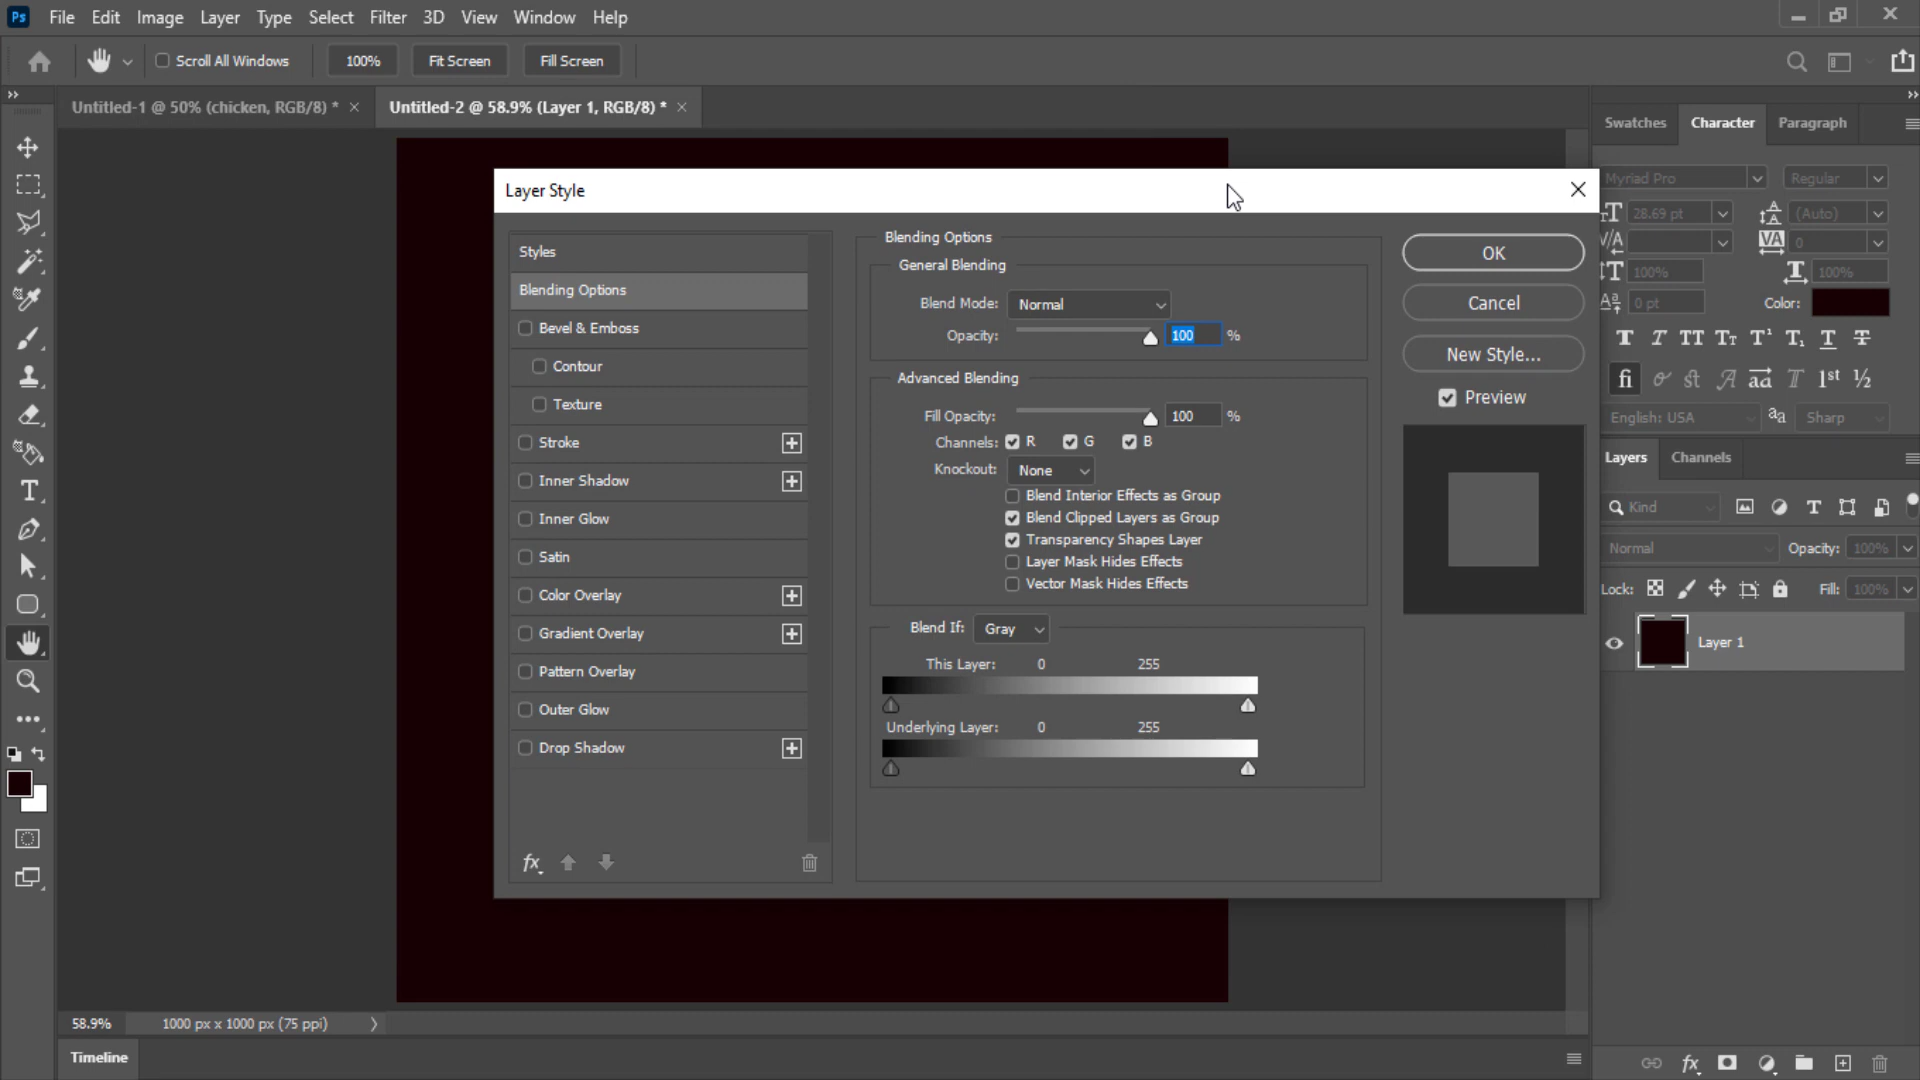 Ps File Edit Image Layer Type Select Filter 3D View Window Help
Scroll All Windows 100% Fit Screen Fill Screen
Untitled-1 @ 50% (chicken, RGB/8) * Untitled-2 @ 58.9% (Layer 1, RGB/8) *
Swatches Character Paragraph
Myriad Pro Regular
28.69 pt (Auto)
0
100% 100%
0 pt Color:
English: USA Sharp
Layer Style
Styles
Blending Options
Bevel & Emboss
Contour
Texture
Stroke
Inner Shadow
Inner Glow
Satin
Color Overlay
Gradient Overlay
Pattern Overlay
Outer Glow
Drop Shadow
fx
Blending Options
General Blending
Blend Mode: Normal
Opacity: 100 %
Advanced Blending
Fill Opacity: 100 %
Channels: R G B
Knockout: None
Blend Interior Effects as Group
Blend Clipped Layers as Group
Transparency Shapes Layer
Layer Mask Hides Effects
Vector Mask Hides Effects
Blend If: Gray
This Layer: 0 255
Underlying Layer: 0 255
OK
Cancel
New Style...
Preview
Layers Channels
Kind
Normal Opacity: 100%
Lock: Fill: 100%
Layer 1
58.9% 1000 px x 1000 px (75 ppi)
Timeline
fx